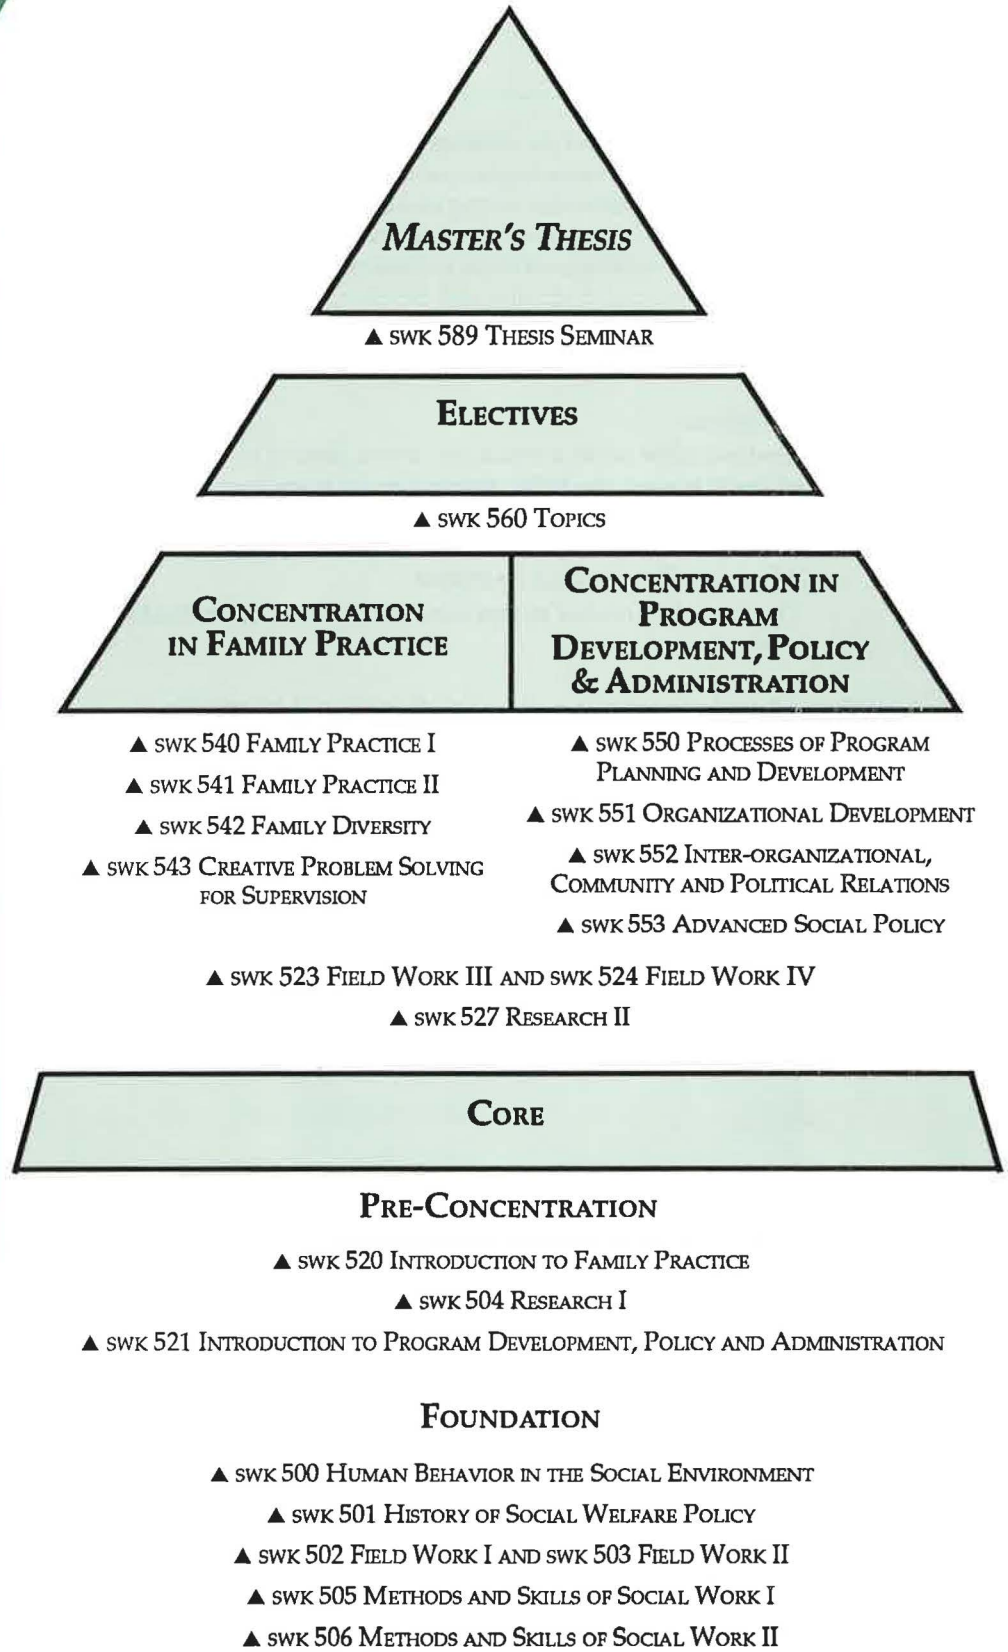 MASTER'S THESIS
▲ SWK 589 THESIS SEMINAR
ELECTIVES
▲ SWK 560 TOPICS
CONCENTRATION
IN FAMILY PRACTICE
▲ SWK 540 FAMILY PRACTICE I
▲ SWK 541 FAMILY PRACTICE II
▲ SWK 542 FAMILY DIVERSITY
▲ SWK 543 CREATIVE PROBLEM SOLVING
FOR SUPERVISION
CONCENTRATION IN
PROGRAM
DEVELOPMENT, POLICY
& ADMINISTRATION
▲ SWK 550 PROCESSES OF PROGRAM
PLANNING AND DEVELOPMENT
▲ SWK 551 ORGANIZATIONAL DEVELOPMENT
▲ SWK 552 INTER-ORGANIZATIONAL,
COMMUNITY AND POLITICAL RELATIONS
▲ SWK 553 ADVANCED SOCIAL POLICY
▲ SWK 523 FIELD WORK III AND SWK 524 FIELD WORK IV
▲ SWK 527 RESEARCH II
CORE
PRE-CONCENTRATION
▲ SWK 520 INTRODUCTION TO FAMILY PRACTICE
▲ SWK 504 RESEARCH I
▲ SWK 521 INTRODUCTION TO PROGRAM DEVELOPMENT, POLICY AND ADMINISTRATION
FOUNDATION
▲ SWK 500 HUMAN BEHAVIOR IN THE SOCIAL ENVIRONMENT
▲ SWK 501 HISTORY OF SOCIAL WELFARE POLICY
▲ SWK 502 FIELD WORK I AND SWK 503 FIELD WORK II
▲ SWK 505 METHODS AND SKILLS OF SOCIAL WORK I
▲ SWK 506 METHODS AND SKILLS OF SOCIAL WORK II